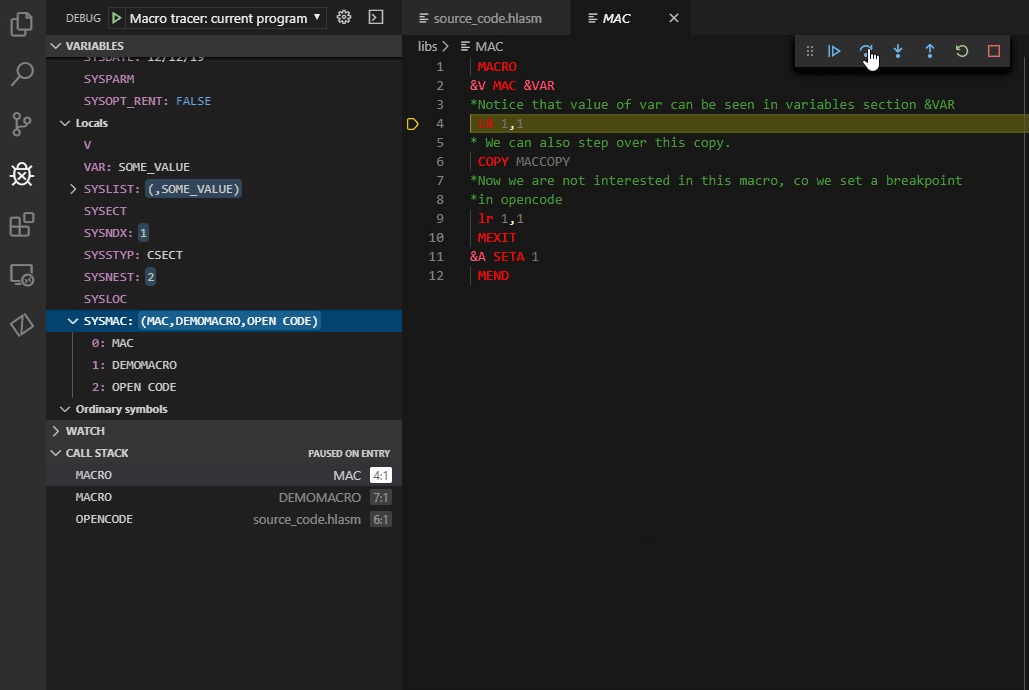 DEBUG Macro tracer: current program
VARIABLES
SYSDATE: 12/12/19
SYSPARM
SYSOPT_RENT: FALSE
Locals
V
VAR: SOME_VALUE
SYSLIST: (,SOME_VALUE)
SYSECT
SYSNDX: 1
SYSSTYP: CSECT
SYSNEST: 2
SYSLOC
SYSMAC: (MAC,DEMOMACRO,OPEN CODE)
0: MAC
1: DEMOMACRO
2: OPEN CODE
Ordinary symbols
WATCH
CALL STACK PAUSED ON ENTRY
MACRO MAC 4:1
MACRO DEMOMACRO 7:1
OPENCODE source_code.hlasm 6:1
source_code.hlasm MAC
libs > MAC
1 MACRO
2 &V MAC &VAR
3 *Notice that value of var can be seen in variables section &VAR
4 LR 1,1
5 * We can also step over this copy.
6 COPY MACCOPY
7 *Now we are not interested in this macro, co we set a breakpoint
8 *in opencode
9 lr 1,1
10 MEXIT
11 &A SETA 1
12 MEND